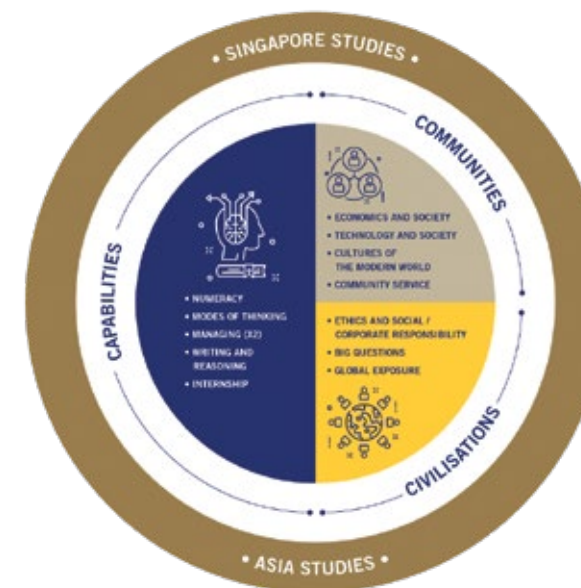 • SINGAPORE STUDIES •
COMMUNITIES
CAPABILITIES
• ECONOMICS AND SOCIETY
• TECHNOLOGY AND SOCIETY
• CULTURES OF
THE MODERN WORLD
• COMMUNITY SERVICE
• NUMERACY
• MODES OF THINKING
• MANAGING (X2)
• WRITING AND
REASONING
• INTERNSHIP
• ETHICS AND SOCIAL /
CORPORATE RESPONSIBILITY
• BIG QUESTIONS
• GLOBAL EXPOSURE
CIVILISATIONS
• ASIA STUDIES •